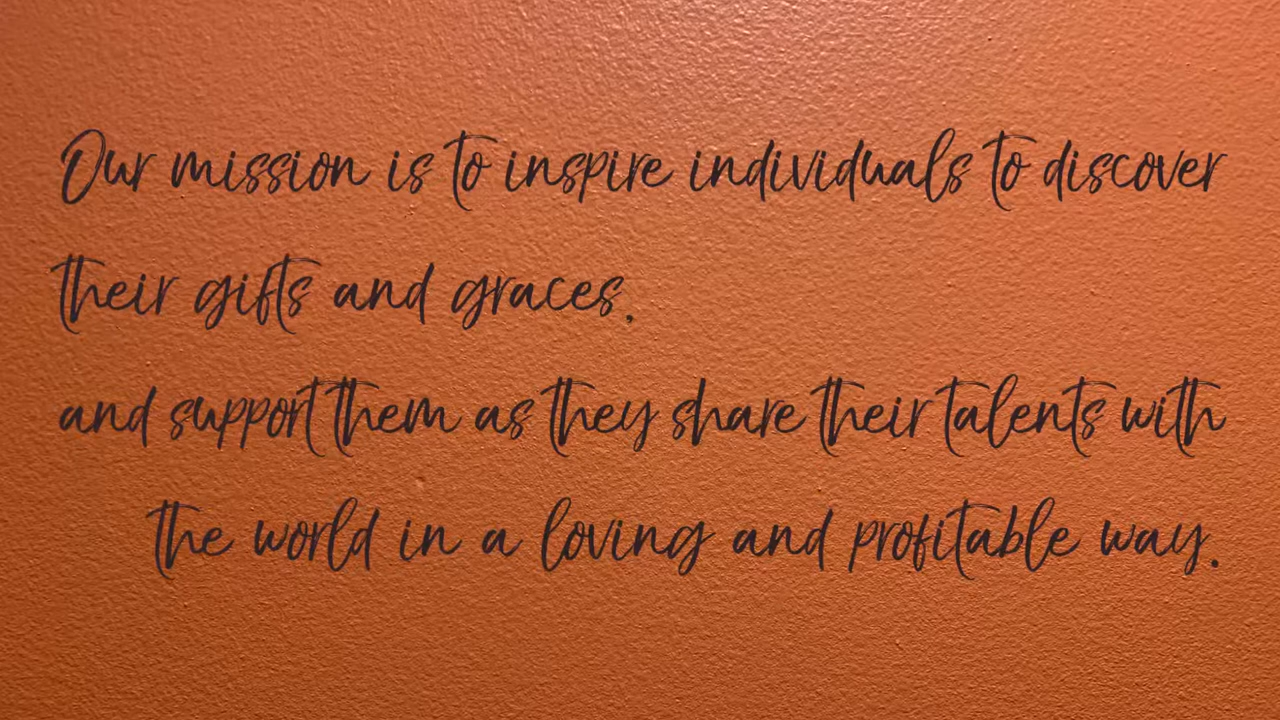 Our mission is to inspire individuals to discover
their gifts and graces,
and support them as they share their talents with
the world in a loving and profitable way.